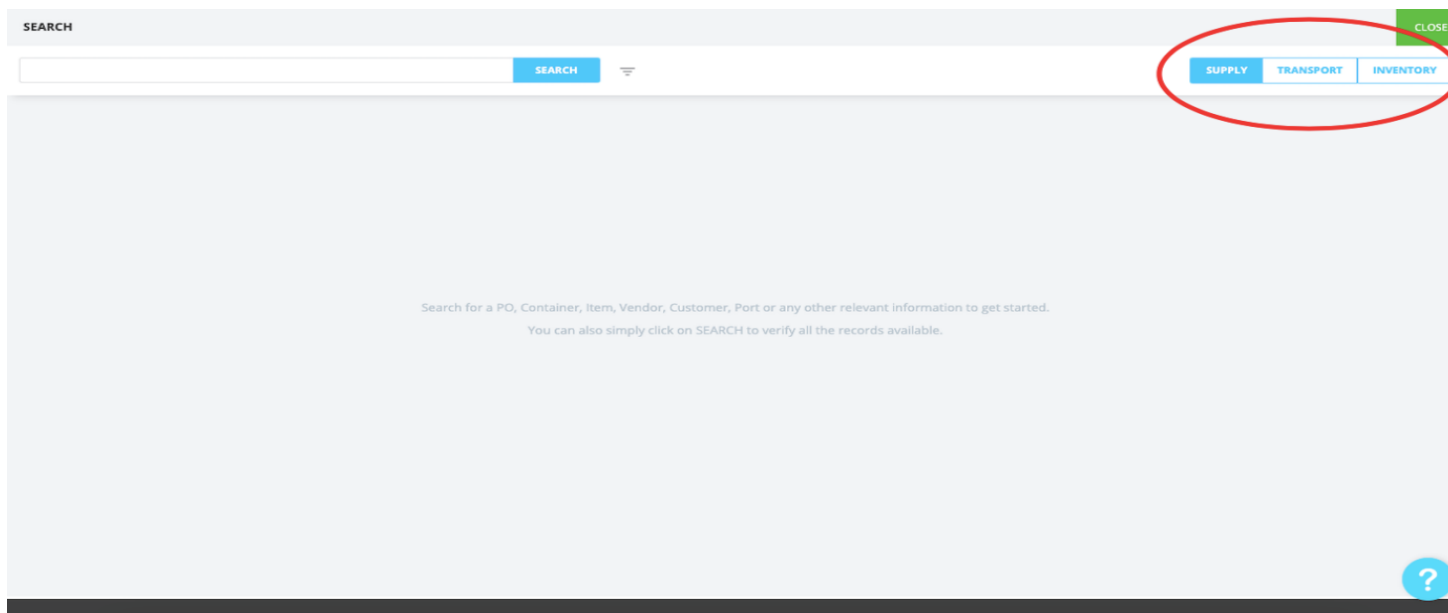 SEARCH
CLOSE
SEARCH
SUPPLY TRANSPORT INVENTORY
Search for a PO, Container, Item, Vendor, Customer, Port or any other relevant information to get started.
You can also simply click on SEARCH to verify all the records available.
?